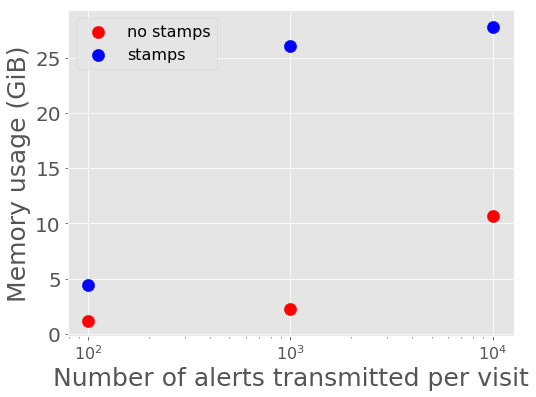 no stamps
stamps
Memory usage (GiB)
25
20
15
10
5
0
10²
10³
10⁴
Number of alerts transmitted per visit